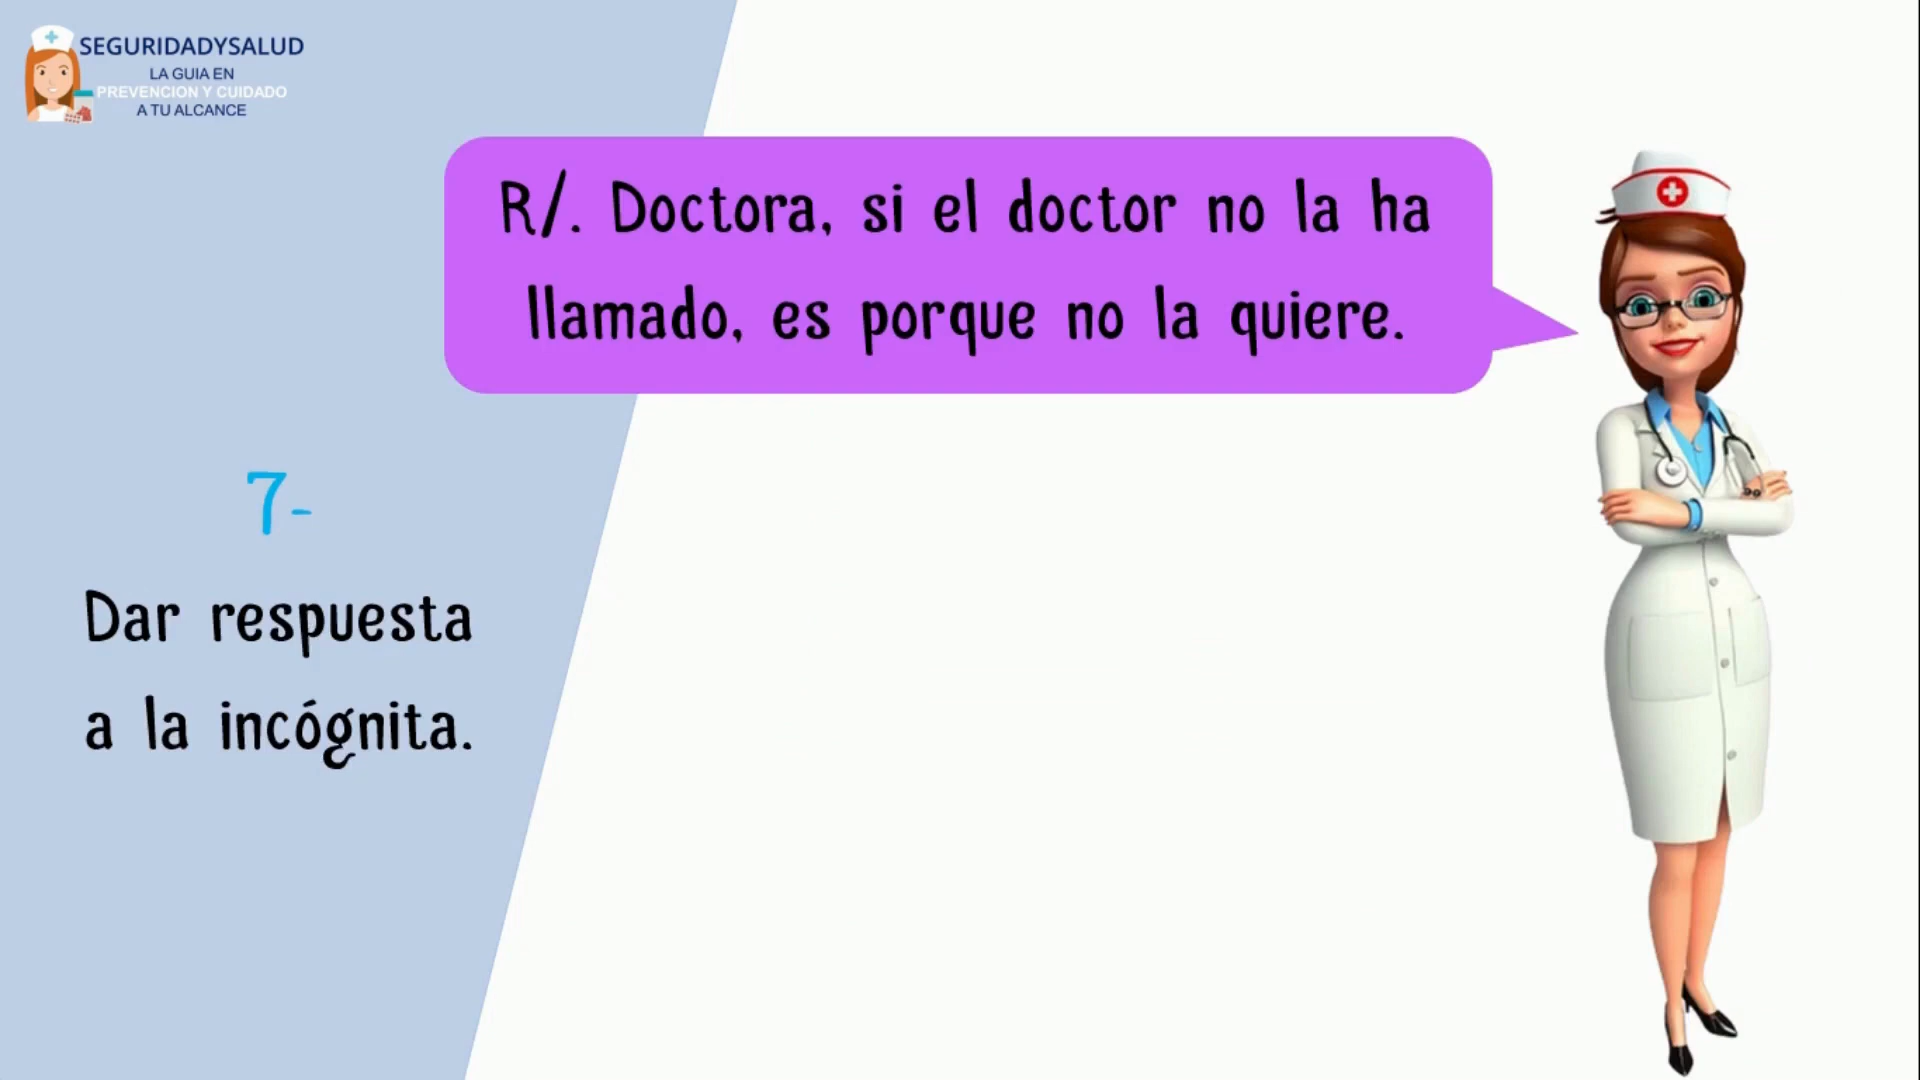 SEGURIDADYSALUD
LA GUIA EN
PREVENCION Y CUIDADO
A TU ALCANCE
R/. Doctora, si el doctor no la ha
llamado, es porque no la quiere.
7-
Dar respuesta
a la incógnita.